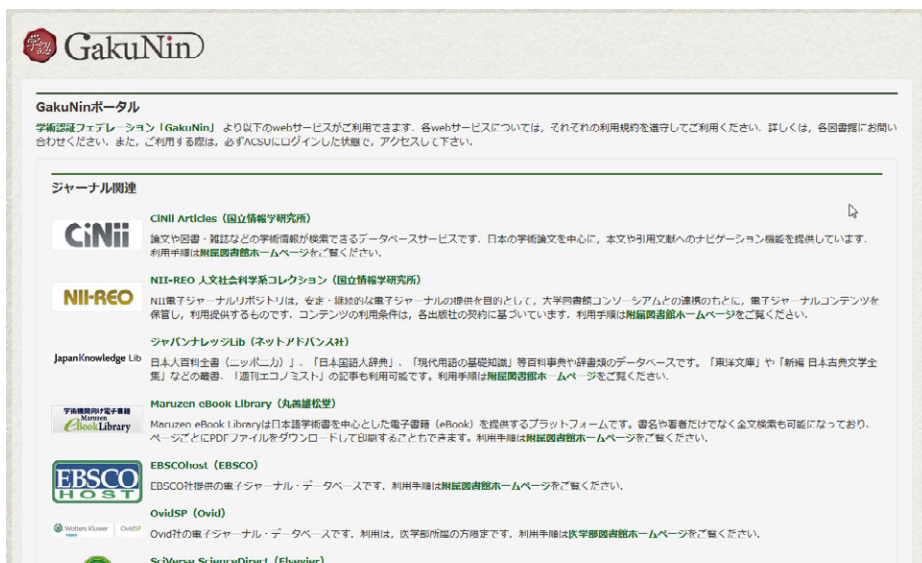 学認
GakuNin
GakuNinポータル
学術認証フェデレーション「GakuNin」より以下のwebサービスがご利用できます．各webサービスについては，それぞれの利用規約を遵守してご利用ください．詳しくは，各図書館にお問い
合わせください．また，ご利用する際は，必ずACSUにログインした状態で，アクセスして下さい．
ジャーナル関連
CiNii
CiNii Articles（国立情報学研究所）
論文や図書・雑誌などの学術情報が検索できるデータベースサービスです．日本の学術論文を中心に，本文や引用文献へのナビゲーション機能を提供しています．
利用手順は附属図書館ホームページをご覧ください．
NII-REO
NII-REO 人文社会科学系コレクション（国立情報学研究所）
NII電子ジャーナルリポジトリは，安定・継続的な電子ジャーナルの提供を目的として，大学図書館コンソーシアムとの連携のもとに，電子ジャーナルコンテンツを
保管し，利用提供するものです．コンテンツの利用条件は，各出版社の契約に基づいています．利用手順は附属図書館ホームページをご覧ください．
JapanKnowledge Lib
ジャパンナレッジLib（ネットアドバンス社）
日本大百科全書（ニッポニカ）」、「日本国語大辞典」、「現代用語の基礎知識」等百科事典や辞書類のデータベースです。「東洋文庫」や「新編 日本古典文学全
集」などの叢書、「週刊エコノミスト」の記事も利用可能です。利用手順は附属図書館ホームページをご覧ください．
学術機関向け電子書籍
Maruzen
eBook Library
Maruzen eBook Library（丸善雄松堂）
Maruzen eBook Libraryは日本語学術書を中心とした電子書籍（eBook）を提供するプラットフォームです。書名や著者だけでなく全文検索も可能になっており、
ページごとにPDFファイルをダウンロードして印刷することもできます。利用手順は附属図書館ホームページをご覧ください．
EBSCO
HOST
EBSCOhost（EBSCO）
EBSCO社提供の電子ジャーナル・データベースです．利用手順は附属図書館ホームページをご覧ください．
Wolters Kluwer OvidSP
OvidSP（Ovid）
Ovid社の電子ジャーナル・データベースです．利用は，医学部所属の方限定です．利用手順は医学部図書館ホームページをご覧ください．
SciVerse ScienceDirect（Elsevier）